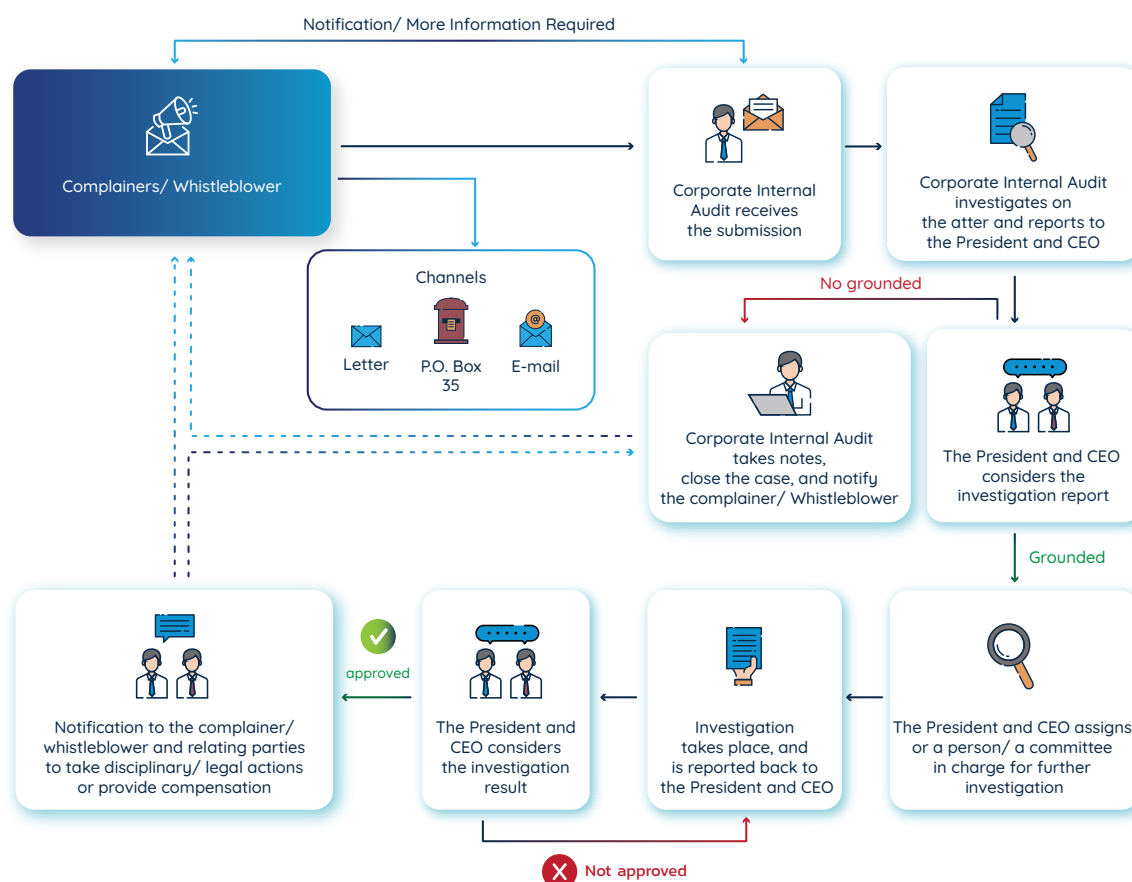 Notification/ More Information Required
Complainers/ Whistleblower
Corporate Internal
Audit receives
the submission
Corporate Internal Audit
investigates on
the atter and reports to
the President and CEO
Channels
Letter
P.O. Box
35
@
E-mail
No grounded
Corporate Internal Audit
takes notes,
close the case, and notify
the complainer/ Whistleblower
The President and CEO
considers the
investigation report
Grounded
The President and CEO assigns
or a person/ a committee
in charge for further
investigation
Investigation
takes place, and
is reported back to
the President and CEO
The President and
CEO considers
the investigation
result
approved
Notification to the complainer/
whistleblower and relating parties
to take disciplinary/ legal actions
or provide compensation
Not approved